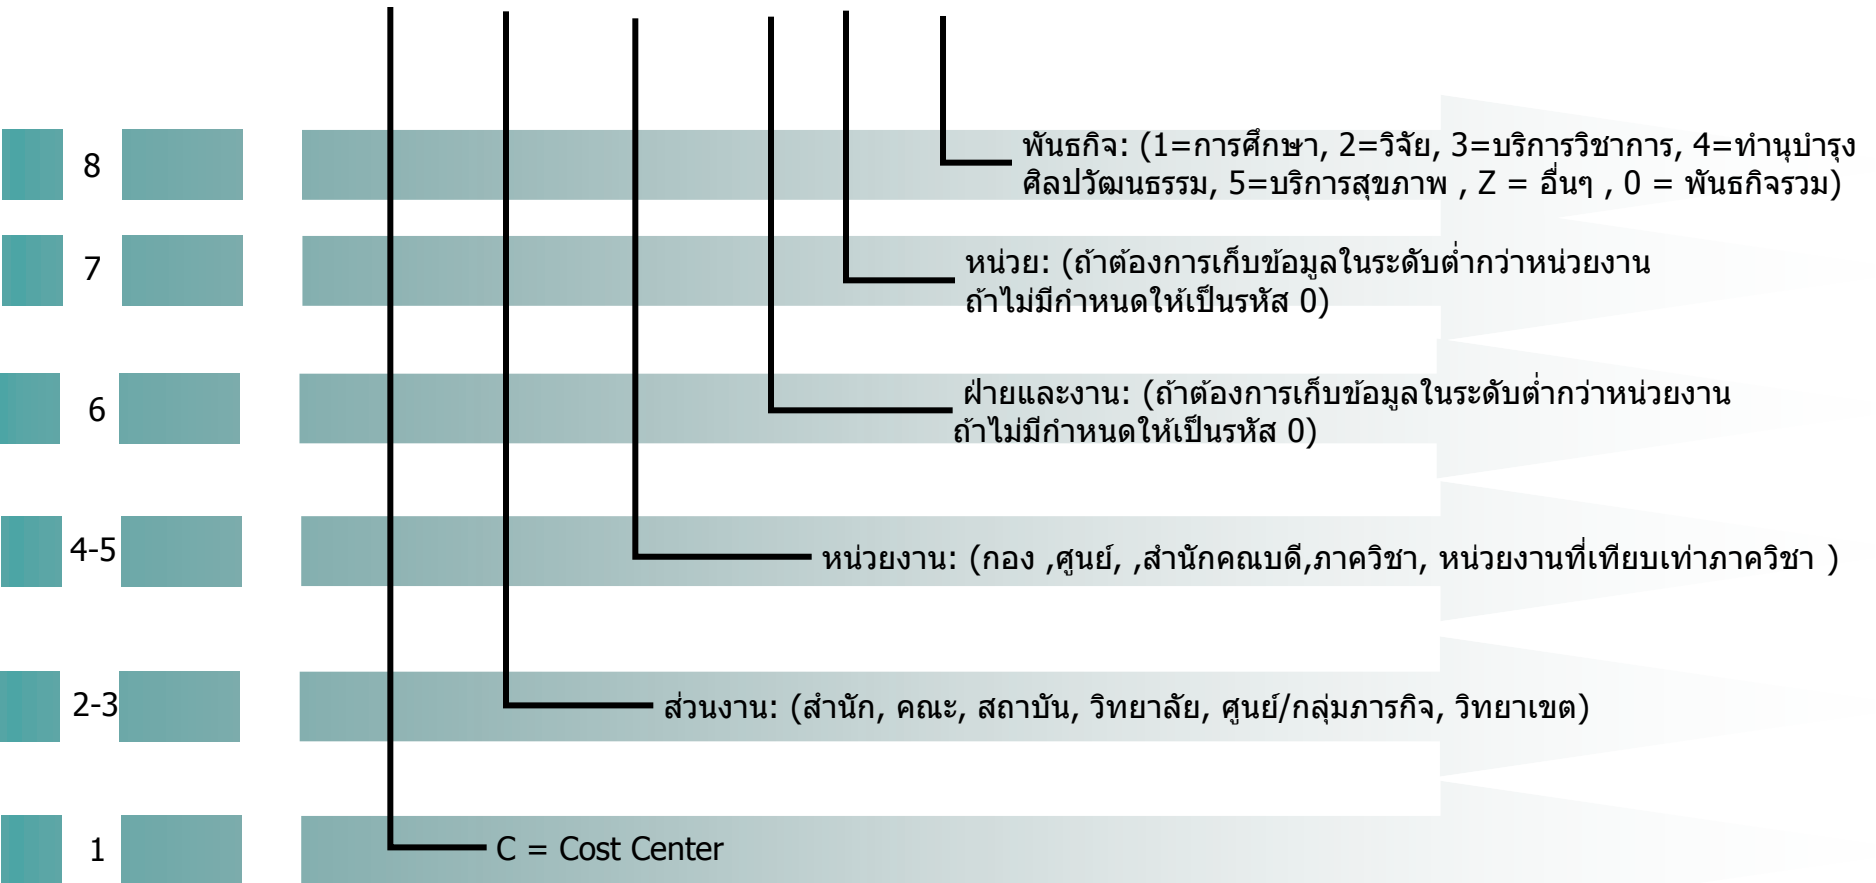 8
พันธกิจ: (1=การศึกษา, 2=วิจัย, 3=บริการวิชาการ, 4=ทำนุบำรุง
ศิลปวัฒนธรรม, 5=บริการสุขภาพ , Z = อื่นๆ , 0 = พันธกิจรวม)
7
หน่วย: (ถ้าต้องการเก็บข้อมูลในระดับต่ำกว่าหน่วยงาน
ถ้าไม่มีกำหนดให้เป็นรหัส 0)
6
ฝ่ายและงาน: (ถ้าต้องการเก็บข้อมูลในระดับต่ำกว่าหน่วยงาน
ถ้าไม่มีกำหนดให้เป็นรหัส 0)
4-5
หน่วยงาน: (กอง ,ศูนย์, ,สำนักคณบดี,ภาควิชา, หน่วยงานที่เทียบเท่าภาควิชา )
2-3
ส่วนงาน: (สำนัก, คณะ, สถาบัน, วิทยาลัย, ศูนย์/กลุ่มภารกิจ, วิทยาเขต)
1
C = Cost Center